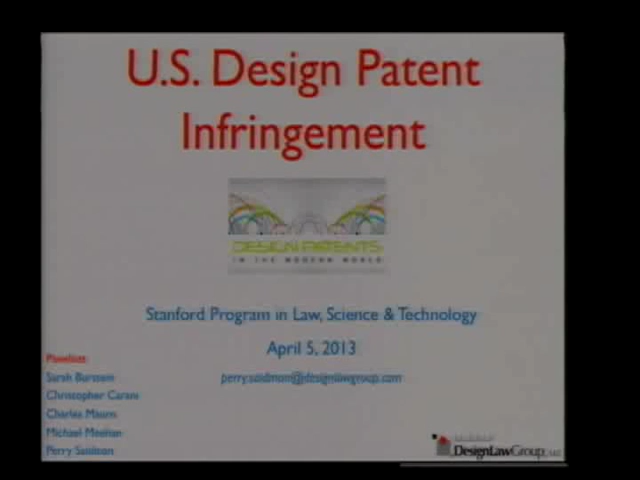 U.S. Design Patent
Infringement
DESIGN PATENTS
IN THE MODERN WORLD
Stanford Program in Law, Science & Technology
April 5, 2013
perry.saidman@designlawgroup.com
Panelists:
Sarah Burstein
Christopher Carani
Charles Mauro
Michael Meehan
Perry Saidman
DesignLawGroup, LLC